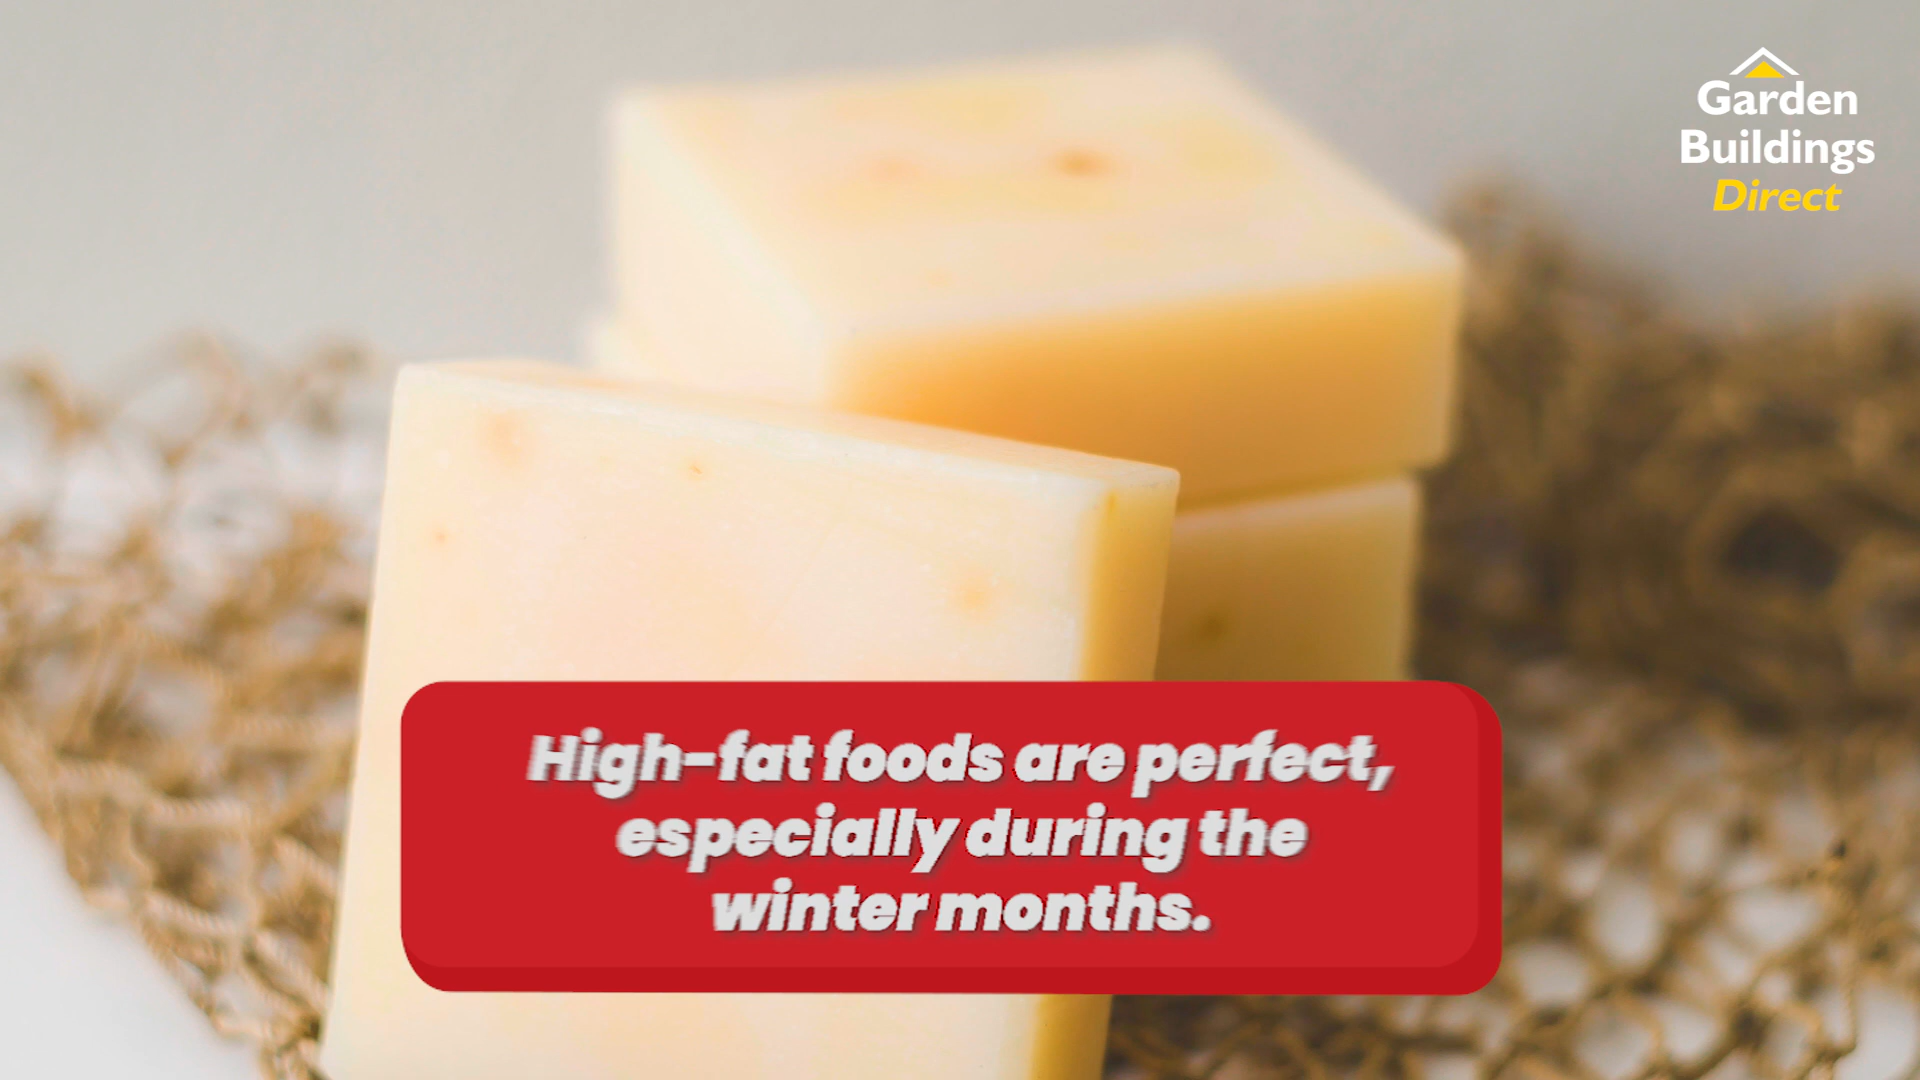 Garden
Buildings
Direct
High-fat foods are perfect,
especially during the
winter months.